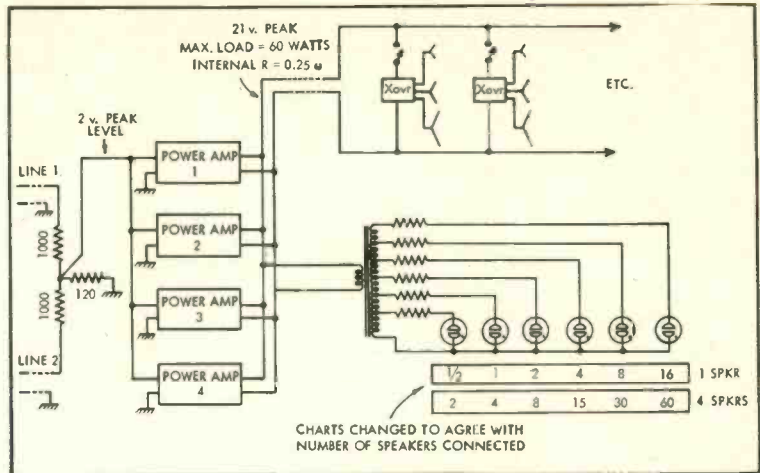 21 v. PEAK
MAX. LOAD = 60 WATTS
INTERNAL R = 0.25 ω
2 v. PEAK
LEVEL
LINE 1
1000
120
1000
LINE 2
POWER AMP
1
POWER AMP
2
POWER AMP
3
POWER AMP
4
Xovr
Xovr
ETC.
1/2 1 2 4 8 16 1 SPKR
2 4 8 15 30 60 4 SPKRS
CHARTS CHANGED TO AGREE WITH
NUMBER OF SPEAKERS CONNECTED